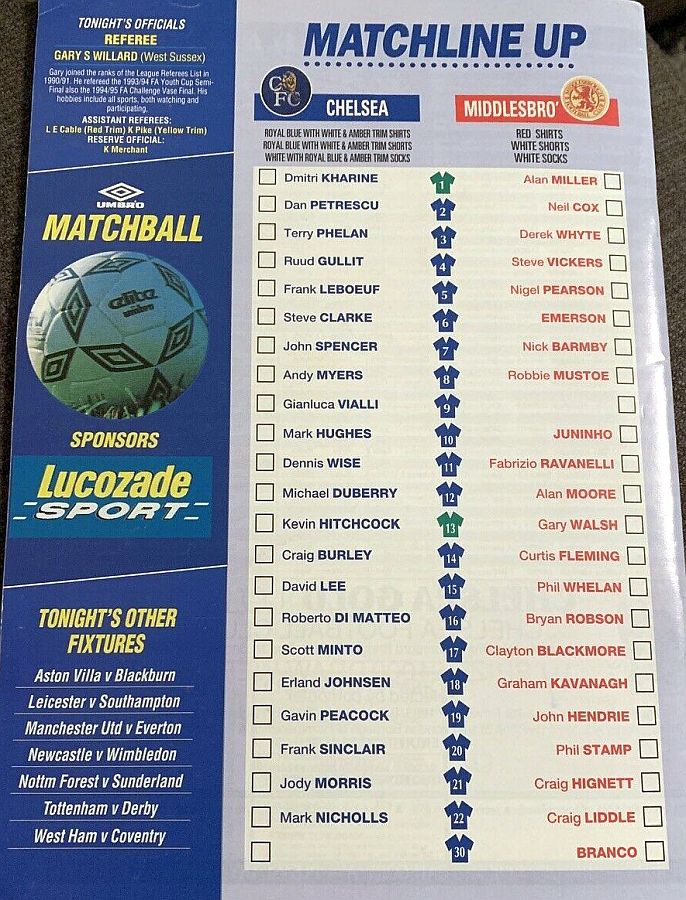 TONIGHT'S OFFICIALS
REFEREE
GARY S WILLARD (West Sussex)
Gary joined the ranks of the League Referees List in
1990/91. He refereed the 1993/94 FA Youth Cup Semi-
Final also the 1994/95 FA Challenge Vase Final. His
hobbies include all sports, both watching and
participating.
ASSISTANT REFEREES:
L E Cable (Red Trim) K Pike (Yellow Trim)
RESERVE OFFICIAL:
K Merchant
UMBRO
MATCHBALL
elite
umbro
SPONSORS
Lucozade
SPORT
TONIGHT'S OTHER
FIXTURES
Aston Villa v Blackburn
Leicester v Southampton
Manchester Utd v Everton
Newcastle v Wimbledon
Nottm Forest v Sunderland
Tottenham v Derby
West Ham v Coventry
MATCHLINE UP
CFC
CHELSEA MIDDLESBRO'
ROYAL BLUE WITH WHITE & AMBER TRIM SHIRTS RED SHIRTS
ROYAL BLUE WITH WHITE & AMBER TRIM SHORTS WHITE SHORTS
WHITE WITH ROYAL BLUE & AMBER TRIM SOCKS WHITE SOCKS
Dmitri KHARINE 1 Alan MILLER
Dan PETRESCU 2 Neil COX
Terry PHELAN 3 Derek WHYTE
Ruud GULLIT 4 Steve VICKERS
Frank LEBOEUF 5 Nigel PEARSON
Steve CLARKE 6 EMERSON
John SPENCER 7 Nick BARMBY
Andy MYERS 8 Robbie MUSTOE
Gianluca VIALLI 9
Mark HUGHES 10 JUNINHO
Dennis WISE 11 Fabrizio RAVANELLI
Michael DUBERRY 12 Alan MOORE
Kevin HITCHCOCK 13 Gary WALSH
Craig BURLEY 14 Curtis FLEMING
David LEE 15 Phil WHELAN
Roberto DI MATTEO 16 Bryan ROBSON
Scott MINTO 17 Clayton BLACKMORE
Erland JOHNSEN 18 Graham KAVANAGH
Gavin PEACOCK 19 John HENDRIE
Frank SINCLAIR 20 Phil STAMP
Jody MORRIS 21 Craig HIGNETT
Mark NICHOLLS 22 Craig LIDDLE
30 BRANCO